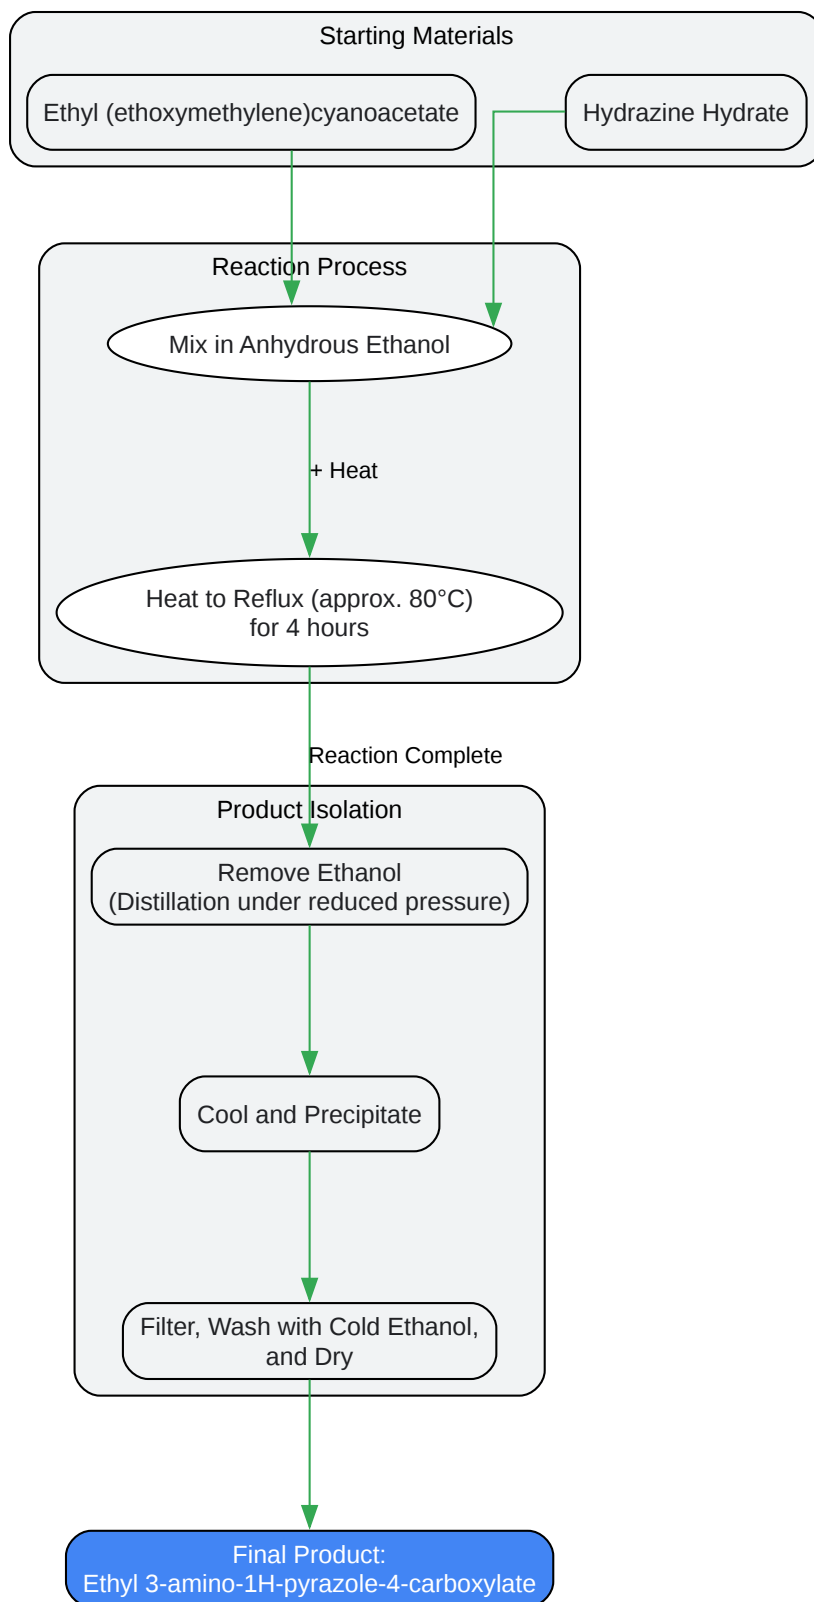 Starting Materials
Ethyl (ethoxymethylene)cyanoacetate
Hydrazine Hydrate
Reaction Process
Mix in Anhydrous Ethanol
+ Heat
Heat to Reflux (approx. 80°C)
for 4 hours
Reaction Complete
Product Isolation
Remove Ethanol
(Distillation under reduced pressure)
Cool and Precipitate
Filter, Wash with Cold Ethanol,
and Dry
Final Product:
Ethyl 3-amino-1H-pyrazole-4-carboxylate